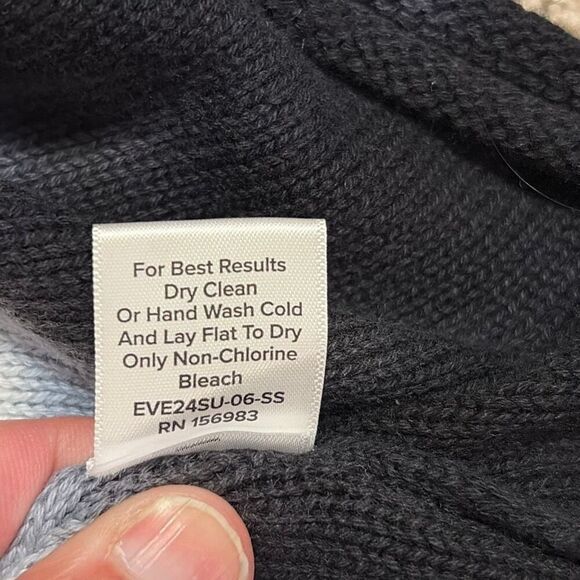 For Best Results
Dry Clean
Or Hand Wash Cold
And Lay Flat To Dry
Only Non-Chlorine
Bleach
EVE24SU-06-SS
RN 156983